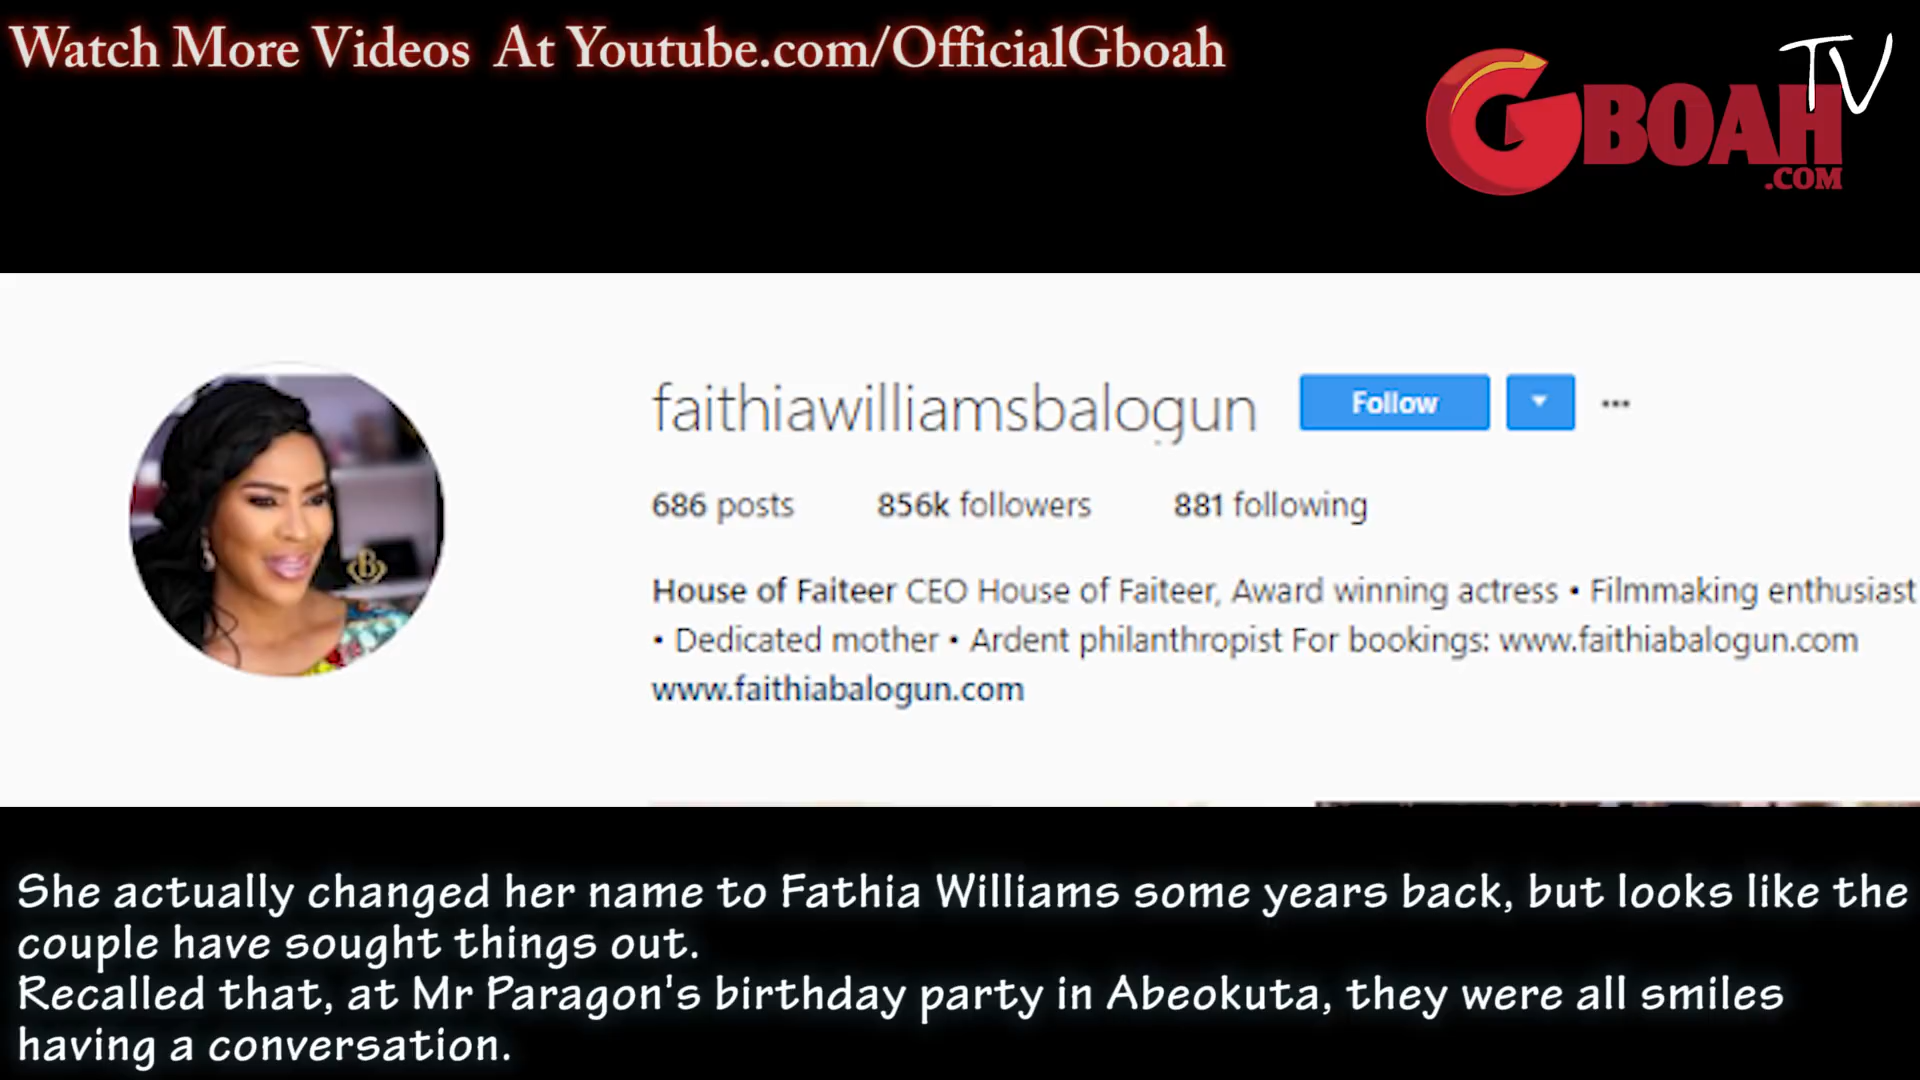 Watch More Videos At Youtube.com/OfficialGboah
TV
GBOAH
.COM
faithiawilliamsbalogun Follow
686 posts 856k followers 881 following
House of Faiteer CEO House of Faiteer, Award winning actress • Filmmaking enthusiast
• Dedicated mother • Ardent philanthropist For bookings: www.faithiabalogun.com
www.faithiabalogun.com
B
She actually changed her name to Fathia Williams some years back, but looks like the
couple have sought things out.
Recalled that, at Mr Paragon's birthday party in Abeokuta, they were all smiles
having a conversation.